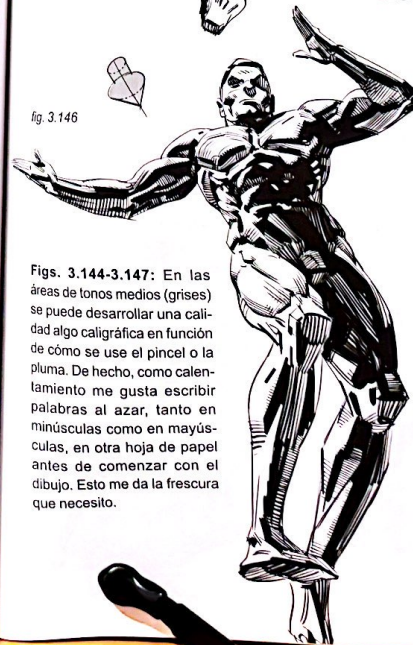 fig. 3.146
Figs. 3.144-3.147: En las
áreas de tonos medios (grises)
se puede desarrollar una cali-
dad algo caligráfica en función
de cómo se use el pincel o la
pluma. De hecho, como calen-
tamiento me gusta escribir
palabras al azar, tanto en
minúsculas como en mayús-
culas, en otra hoja de papel
antes de comenzar con el
dibujo. Esto me da la frescura
que necesito.